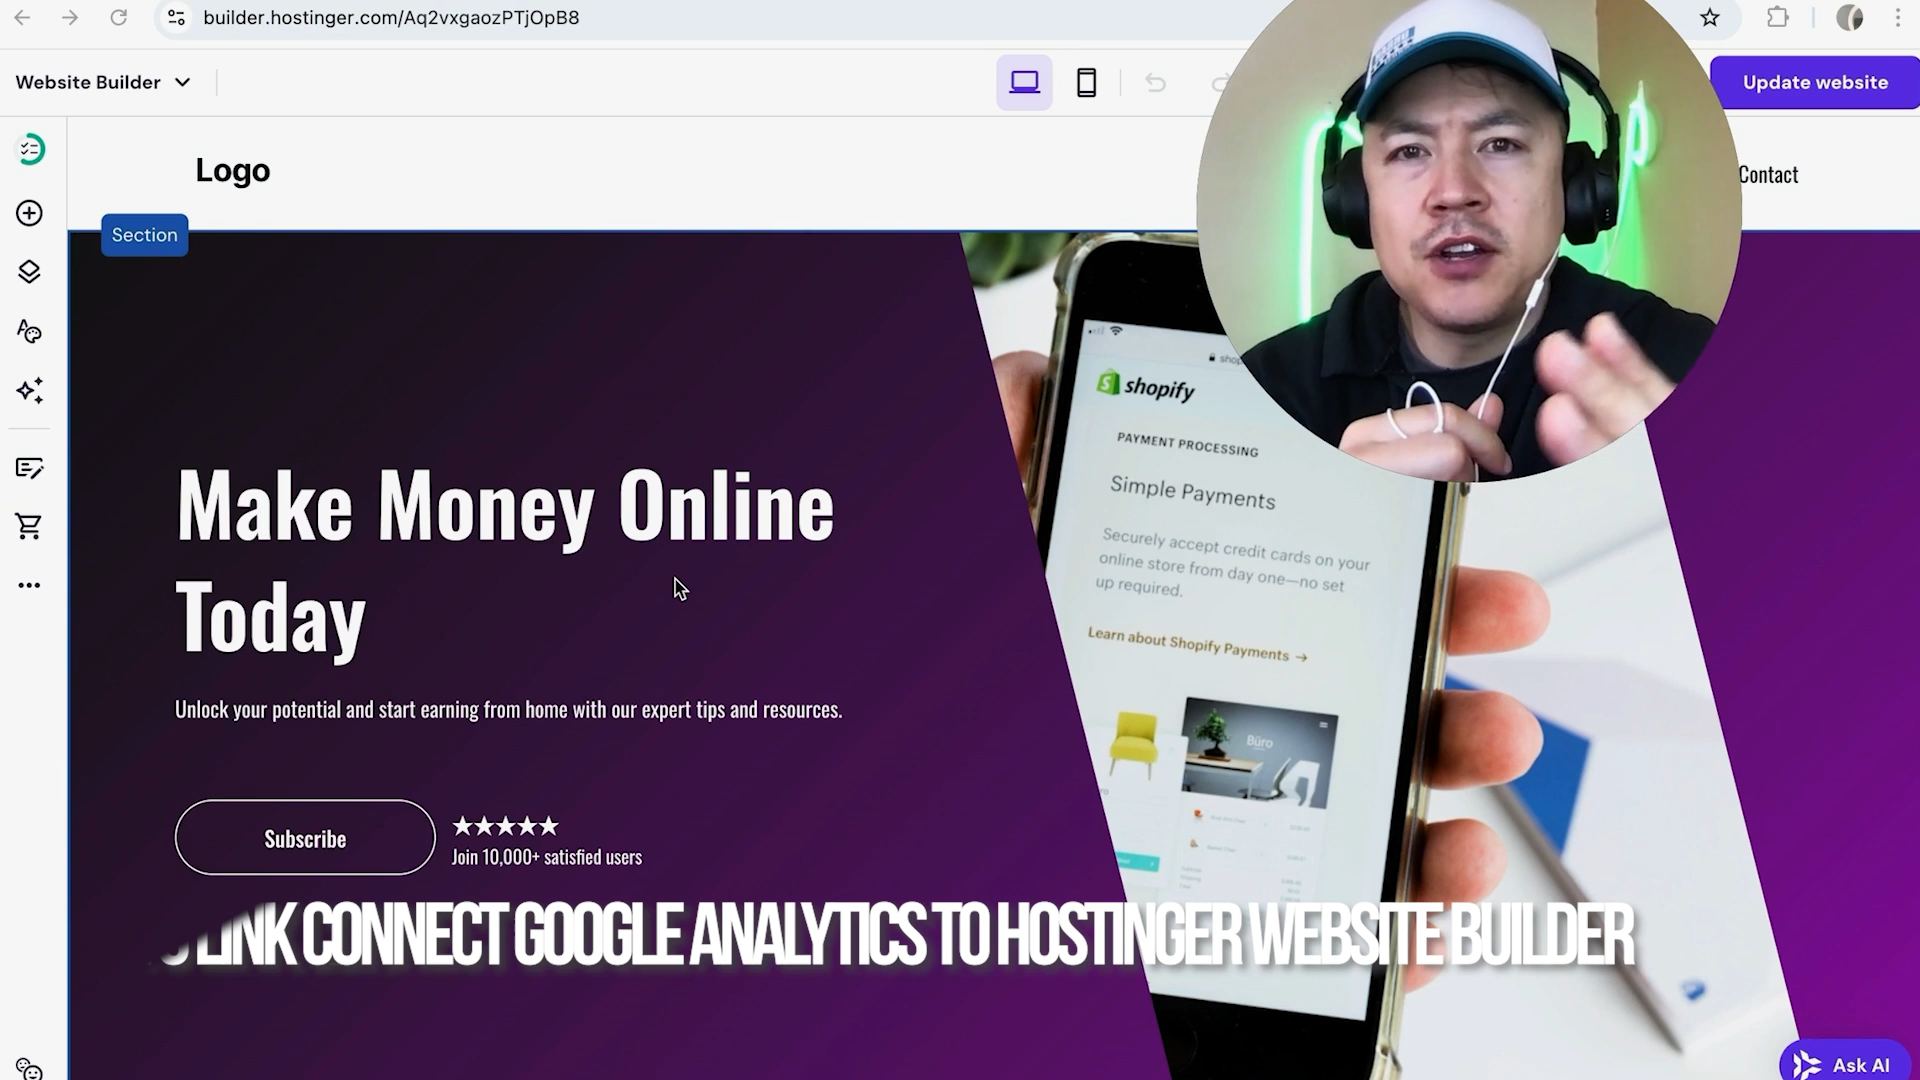 builder.hostinger.com/Aq2vxgaozPTjOpB8
Website Builder
Update website
Logo
Contact
Section
shopify
PAYMENT PROCESSING
Simple Payments
Securely accept credit cards on your
online store from day one—no set
up required.
Learn about Shopify Payments →
Büro
Make Money Online
Today
Unlock your potential and start earning from home with our expert tips and resources.
Subscribe
★★★★★
Join 10,000+ satisfied users
LINK CONNECT GOOGLE ANALYTICS TO HOSTINGER WEBSITE BUILDER
Ask AI